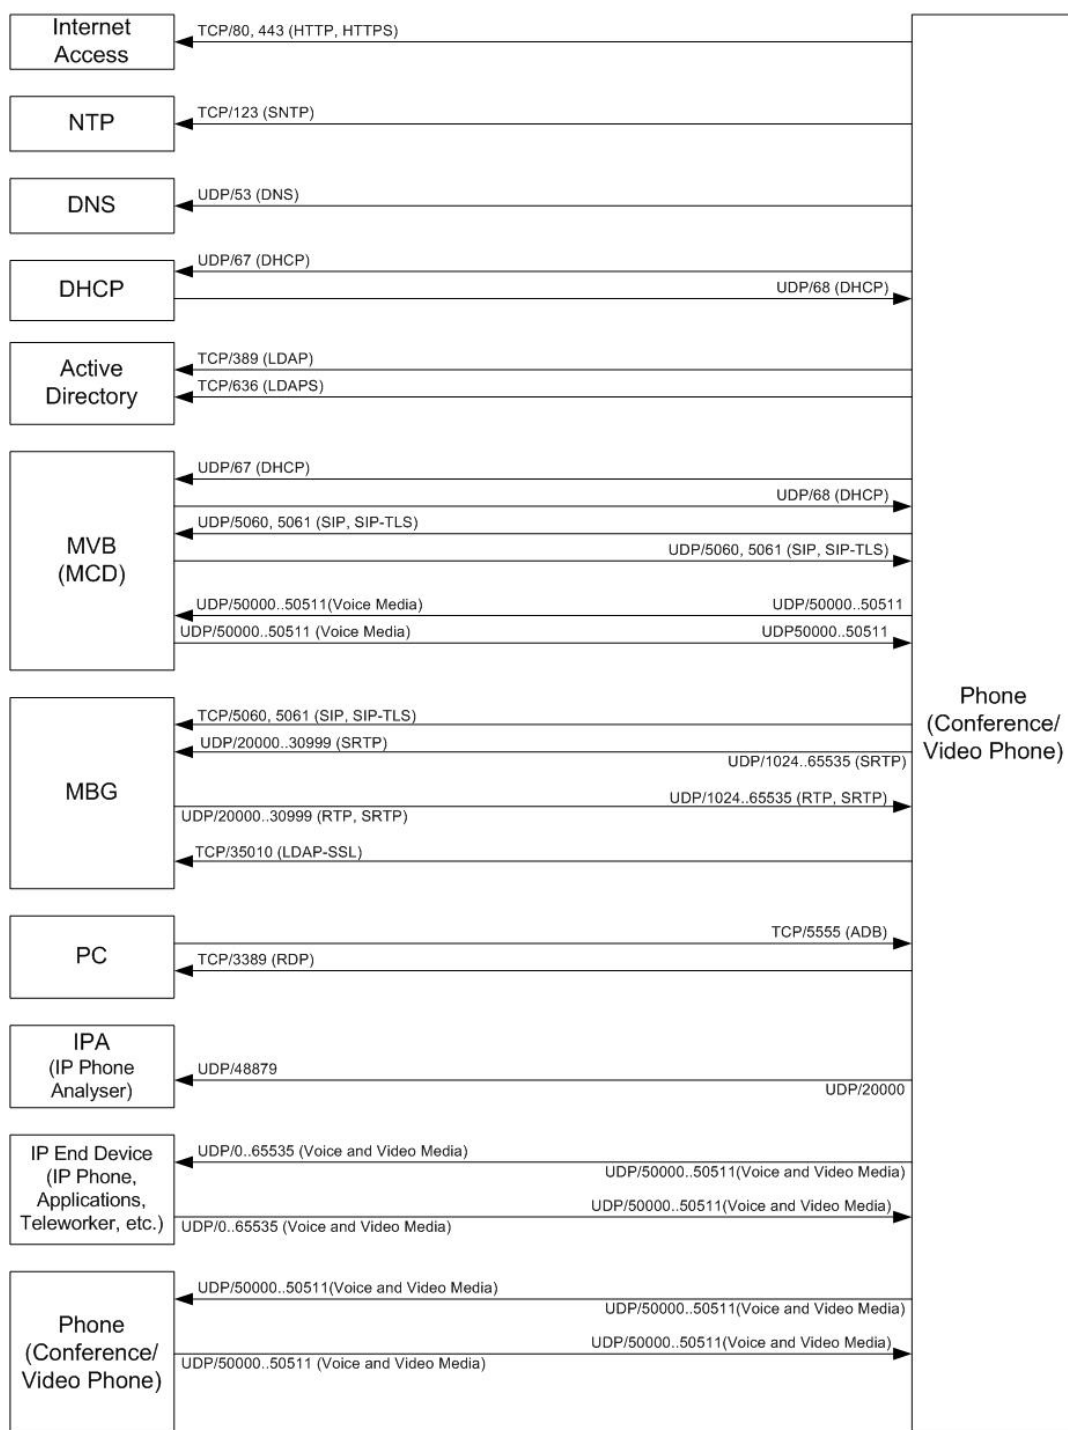 Internet
Access
TCP/80, 443 (HTTP, HTTPS)
NTP
TCP/123 (SNTP)
DNS
UDP/53 (DNS)
DHCP
UDP/67 (DHCP)
UDP/68 (DHCP)
Active
Directory
TCP/389 (LDAP)
TCP/636 (LDAPS)
MVB
(MCD)
UDP/67 (DHCP)
UDP/68 (DHCP)
UDP/5060, 5061 (SIP, SIP-TLS)
UDP/5060, 5061 (SIP, SIP-TLS)
UDP/50000..50511(Voice Media)
UDP/50000..50511
UDP/50000..50511 (Voice Media)
UDP50000..50511
MBG
TCP/5060, 5061 (SIP, SIP-TLS)
UDP/20000..30999 (SRTP)
UDP/1024..65535 (SRTP)
UDP/1024..65535 (RTP, SRTP)
UDP/20000..30999 (RTP, SRTP)
TCP/35010 (LDAP-SSL)
Phone
(Conference/
Video Phone)
PC
TCP/5555 (ADB)
TCP/3389 (RDP)
IPA
(IP Phone
Analyser)
UDP/48879
UDP/20000
IP End Device
(IP Phone,
Applications,
Teleworker, etc.)
UDP/0..65535 (Voice and Video Media)
UDP/50000..50511(Voice and Video Media)
UDP/50000..50511(Voice and Video Media)
UDP/0..65535 (Voice and Video Media)
Phone
(Conference/
Video Phone)
UDP/50000..50511(Voice and Video Media)
UDP/50000..50511(Voice and Video Media)
UDP/50000..50511(Voice and Video Media)
UDP/50000..50511 (Voice and Video Media)